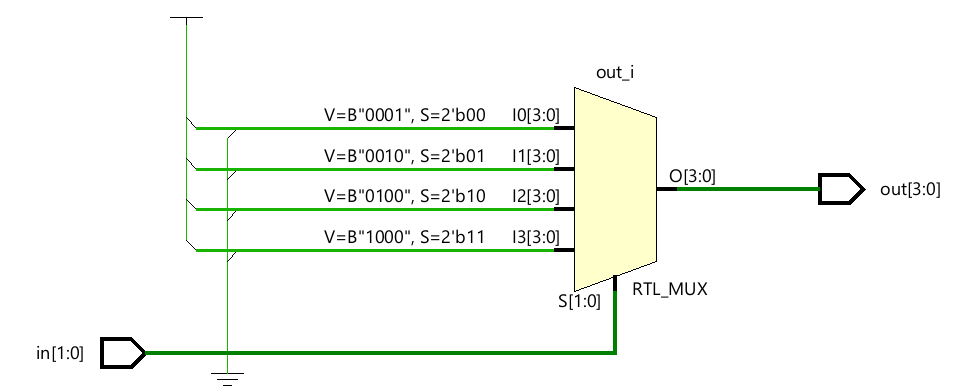 out_i
V=B"0001", S=2'b00 I0[3:0]
V=B"0010", S=2'b01 I1[3:0]
O[3:0]
out[3:0]
V=B"0100", S=2'b10 I2[3:0]
V=B"1000", S=2'b11 I3[3:0]
RTL_MUX
S[1:0]
in[1:0]